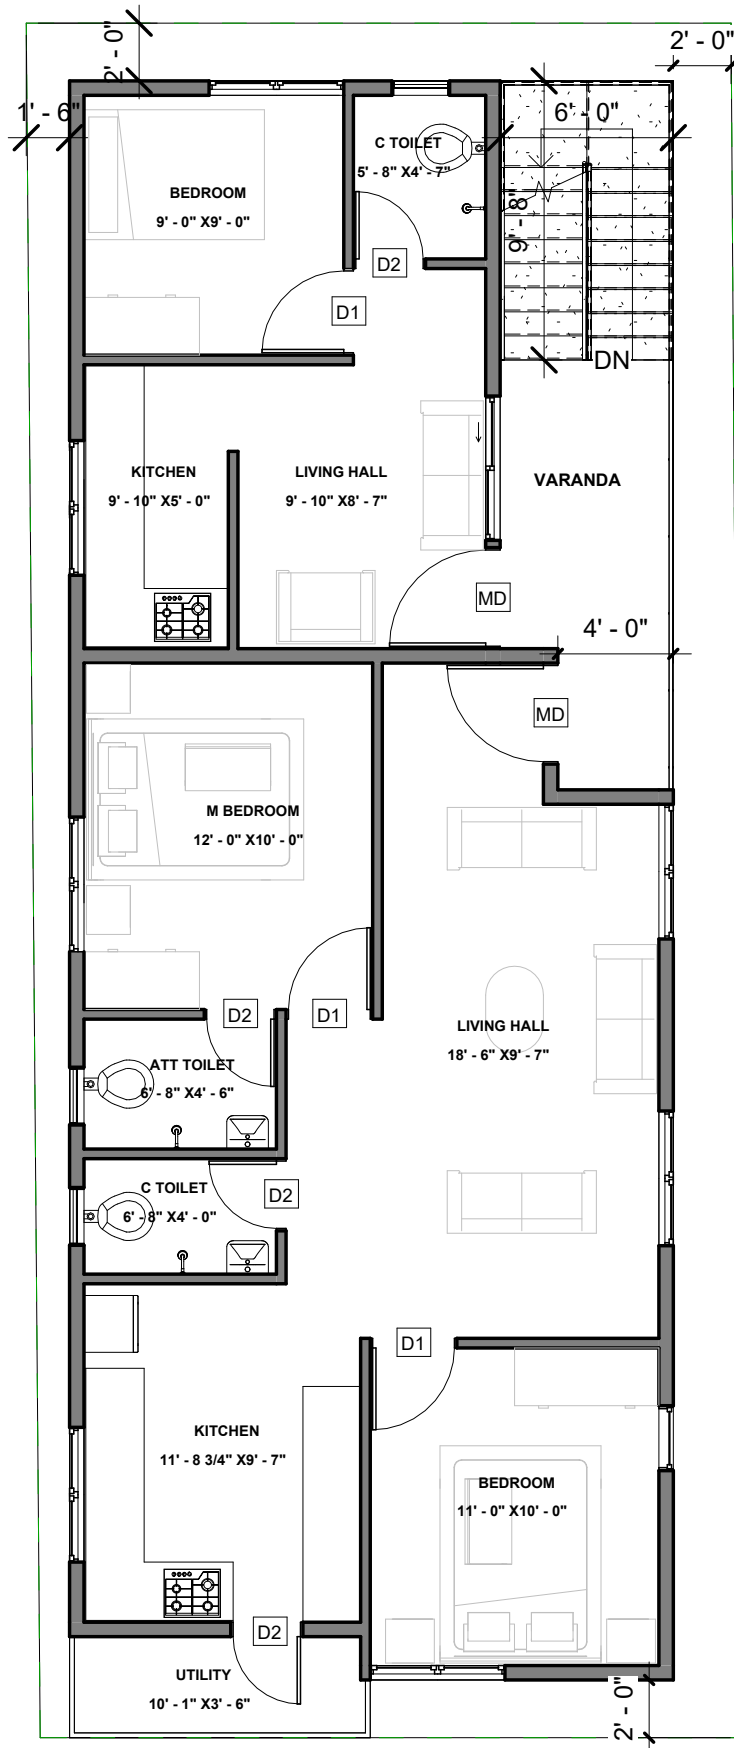 2' - 0"
2' - 0"
1' - 6"
6' - 0"
C TOILET
5' - 8" X4' - 7"
BEDROOM
9' - 0" X9' - 0"
9' - 8"
D2
D1
DN
KITCHEN
9' - 10" X5' - 0"
LIVING HALL
9' - 10" X8' - 7"
VARANDA
MD
4' - 0"
MD
M BEDROOM
12' - 0" X10' - 0"
D2
D1
LIVING HALL
18' - 6" X9' - 7"
ATT TOILET
6' - 8" X4' - 6"
C TOILET
6' - 8" X4' - 0"
D2
D1
KITCHEN
11' - 8 3/4" X9' - 7"
BEDROOM
11' - 0" X10' - 0"
D2
UTILITY
10' - 1" X3' - 6"
2' - 0"